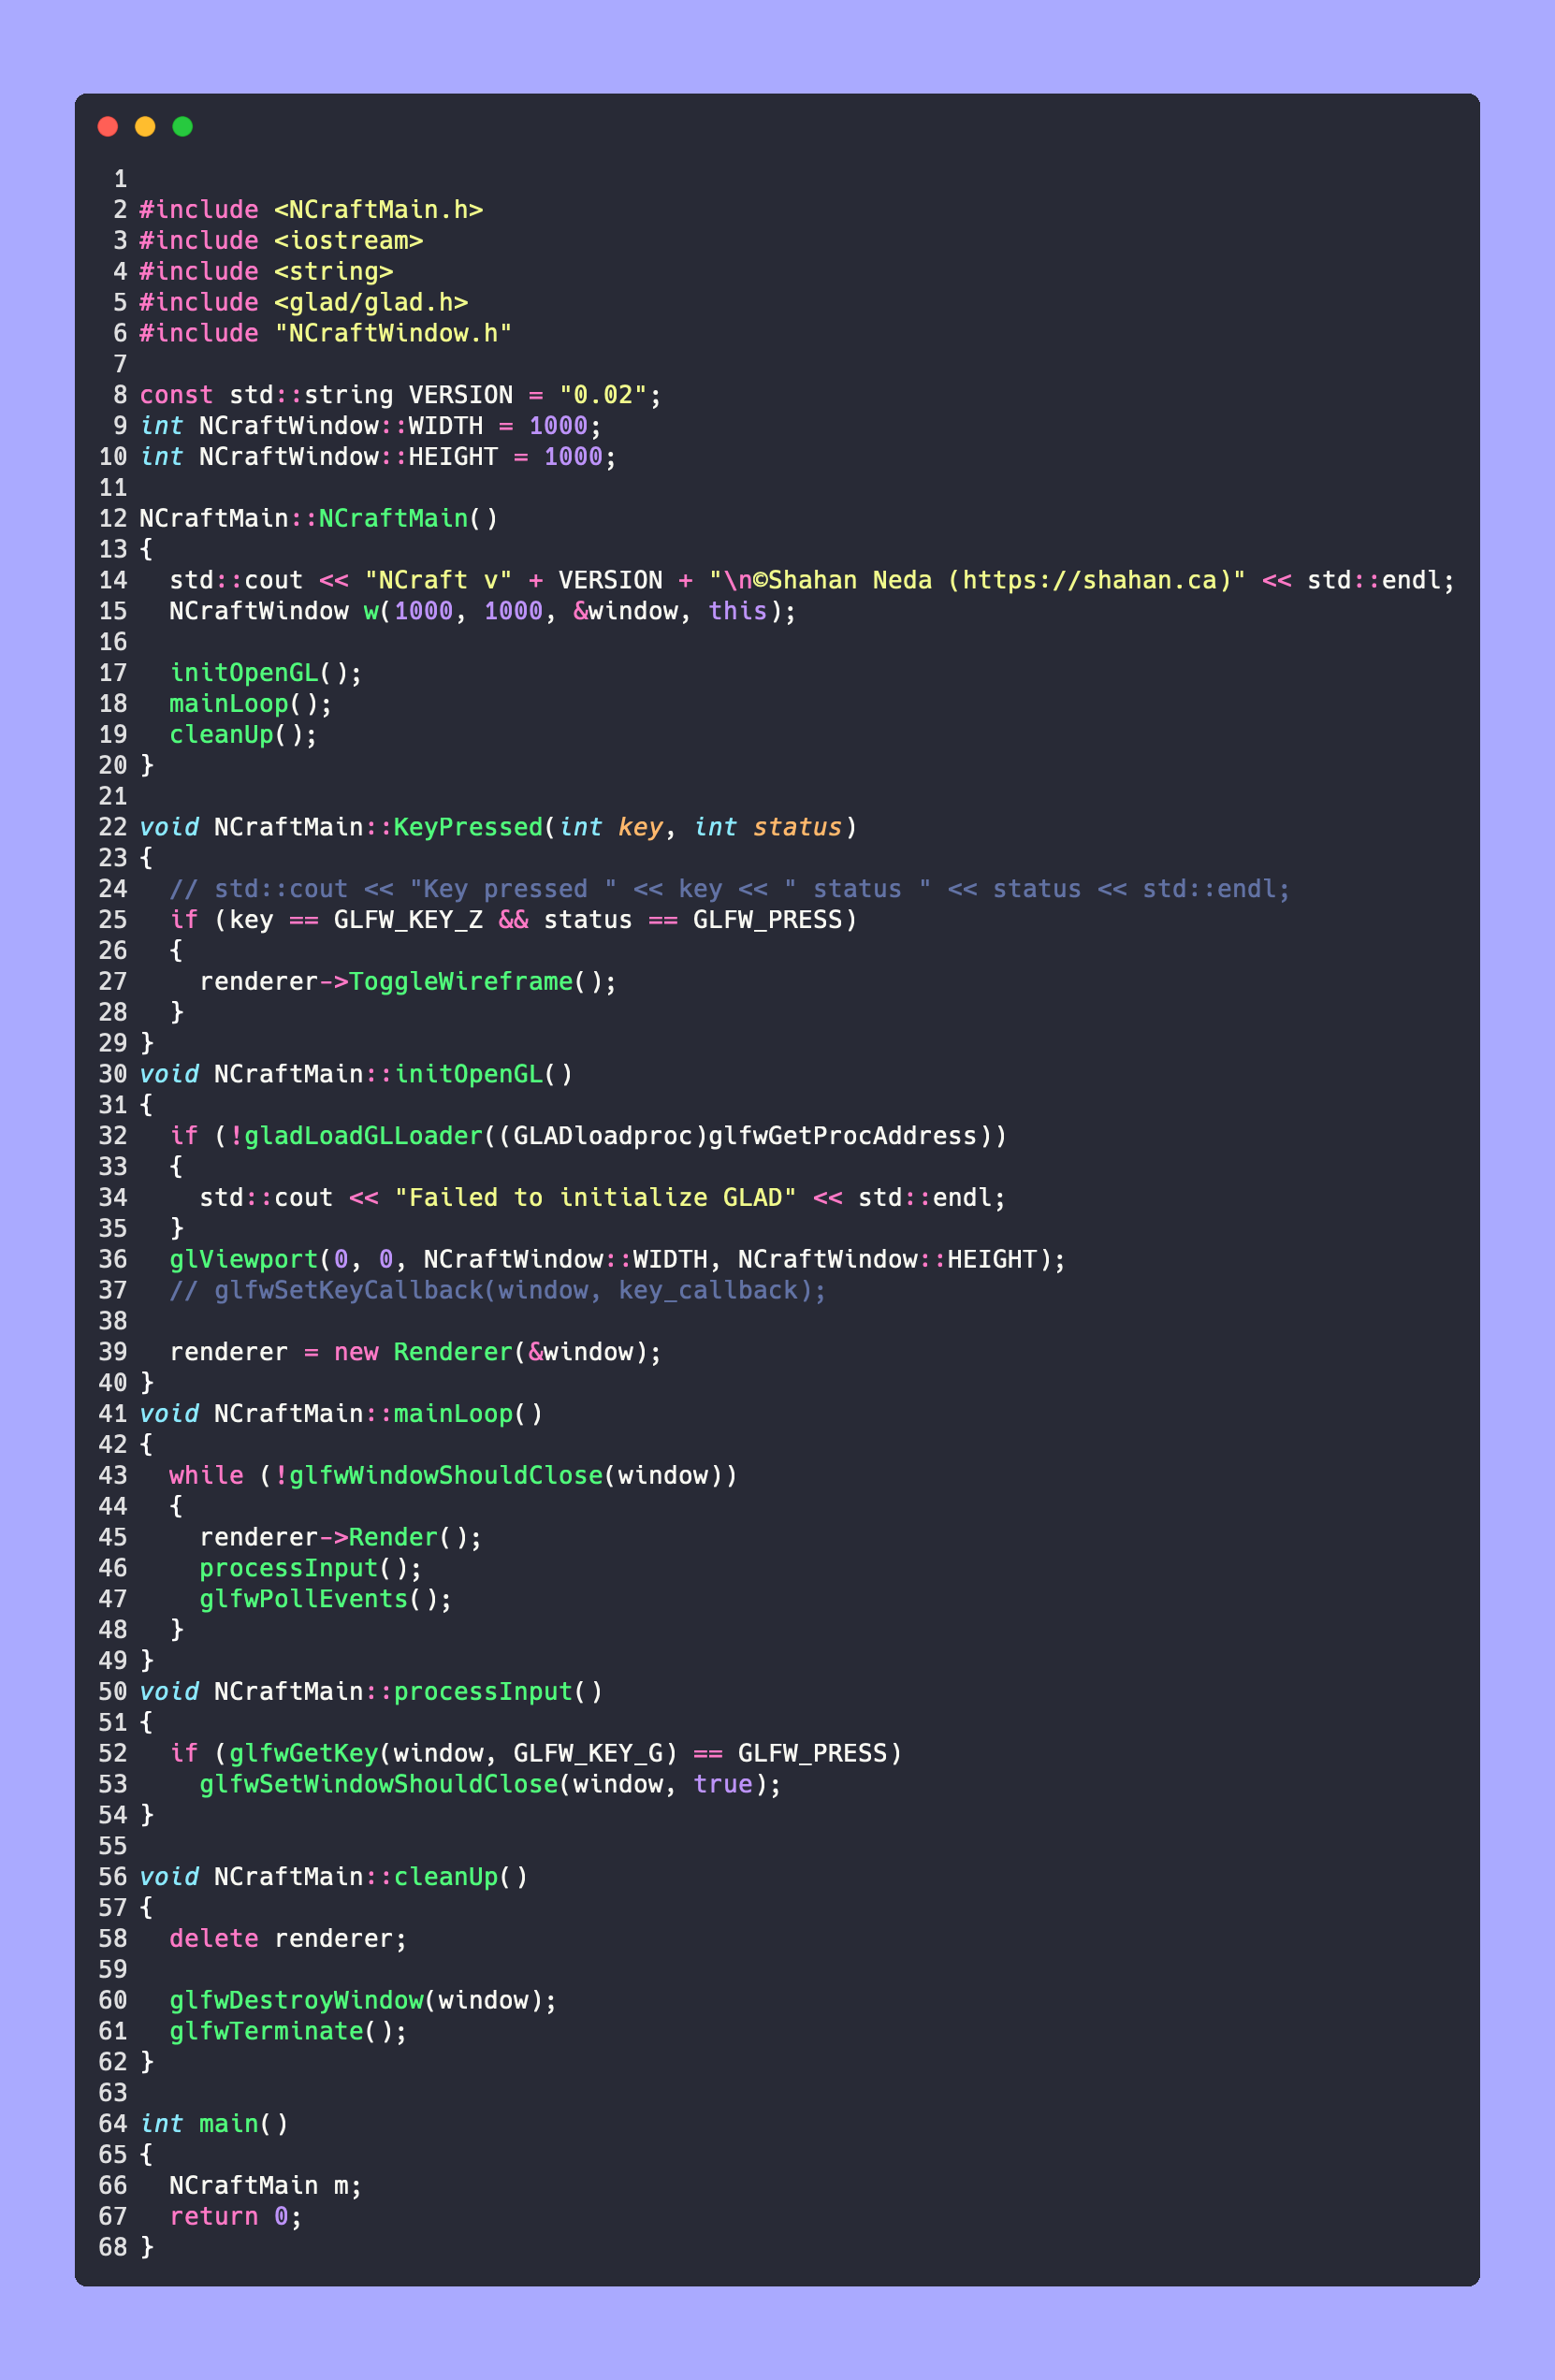 1
2 #include <NCraftMain.h>
3 #include <iostream>
4 #include <string>
5 #include <glad/glad.h>
6 #include "NCraftWindow.h"
7
8 const std::string VERSION = "0.02";
9 int NCraftWindow::WIDTH = 1000;
10 int NCraftWindow::HEIGHT = 1000;
11
12 NCraftMain::NCraftMain()
13 {
14   std::cout << "NCraft v" + VERSION + "\n©Shahan Neda (https://shahan.ca)" << std::endl;
15   NCraftWindow w(1000, 1000, &window, this);
16
17   initOpenGL();
18   mainLoop();
19   cleanUp();
20 }
21
22 void NCraftMain::KeyPressed(int key, int status)
23 {
24   // std::cout << "Key pressed " << key << " status " << status << std::endl;
25   if (key == GLFW_KEY_Z && status == GLFW_PRESS)
26   {
27     renderer->ToggleWireframe();
28   }
29 }
30 void NCraftMain::initOpenGL()
31 {
32   if (!gladLoadGLLoader((GLADloadproc)glfwGetProcAddress))
33   {
34     std::cout << "Failed to initialize GLAD" << std::endl;
35   }
36   glViewport(0, 0, NCraftWindow::WIDTH, NCraftWindow::HEIGHT);
37   // glfwSetKeyCallback(window, key_callback);
38
39   renderer = new Renderer(&window);
40 }
41 void NCraftMain::mainLoop()
42 {
43   while (!glfwWindowShouldClose(window))
44   {
45     renderer->Render();
46     processInput();
47     glfwPollEvents();
48   }
49 }
50 void NCraftMain::processInput()
51 {
52   if (glfwGetKey(window, GLFW_KEY_G) == GLFW_PRESS)
53     glfwSetWindowShouldClose(window, true);
54 }
55
56 void NCraftMain::cleanUp()
57 {
58   delete renderer;
59
60   glfwDestroyWindow(window);
61   glfwTerminate();
62 }
63
64 int main()
65 {
66   NCraftMain m;
67   return 0;
68 }